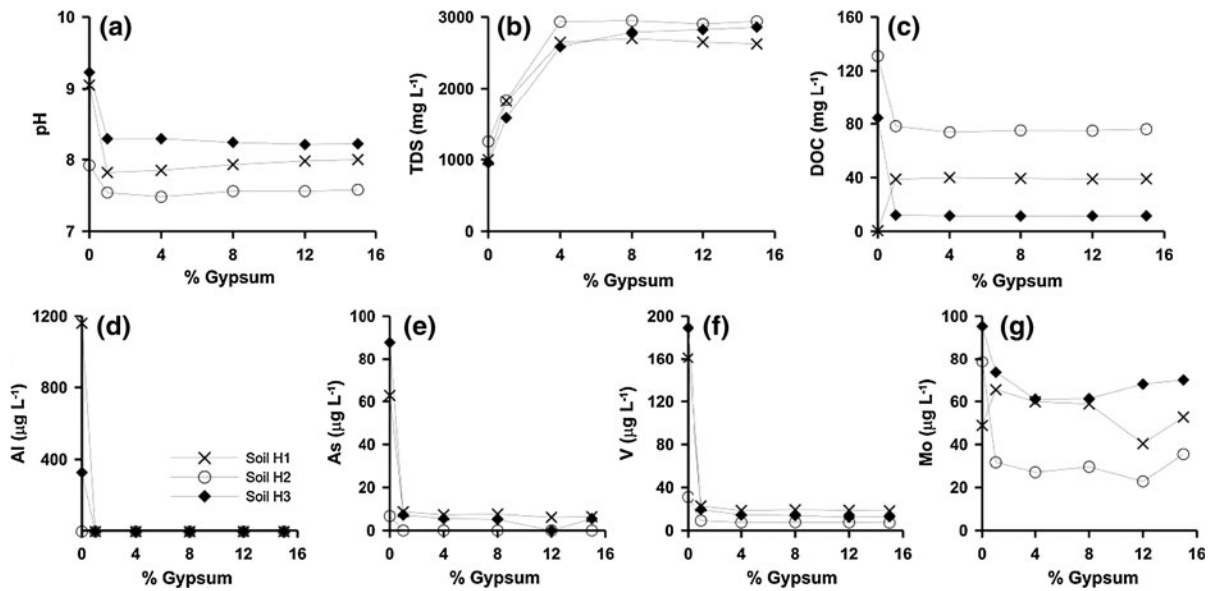 (a)
pH
10
9
8
7
0 4 8 12 16
% Gypsum
(b)
TDS (mg L⁻¹)
3000
2000
1000
0
0 4 8 12 16
% Gypsum
(c)
DOC (mg L⁻¹)
160
120
80
40
0
0 4 8 12 16
% Gypsum
(d)
Al (µg L⁻¹)
1200
800
400
0 4 8 12 16
% Gypsum
Soil H1
Soil H2
Soil H3
(e)
As (µg L⁻¹)
100
80
60
40
20
0
0 4 8 12 16
% Gypsum
(f)
V (µg L⁻¹)
200
160
120
80
40
0
0 4 8 12 16
% Gypsum
(g)
Mo (µg L⁻¹)
100
80
60
40
20
0
0 4 8 12 16
% Gypsum